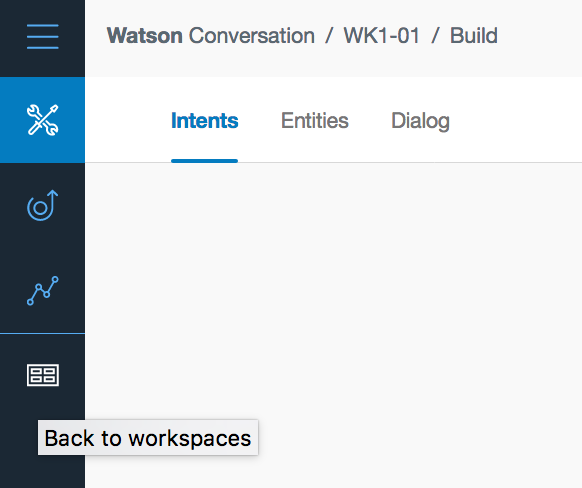 Watson Conversation / WK1-01 / Build
Intents Entities Dialog
Back to workspaces